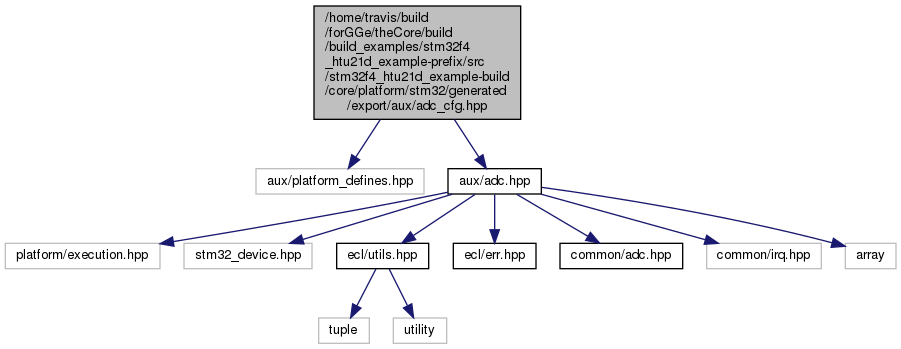 /home/travis/build
/forGGe/theCore/build
/build_examples/stm32f4
_htu21d_example-prefix/src
/stm32f4_htu21d_example-build
/core/platform/stm32/generated
/export/aux/adc_cfg.hpp
aux/platform_defines.hpp
aux/adc.hpp
platform/execution.hpp
stm32_device.hpp
ecl/utils.hpp
ecl/err.hpp
common/adc.hpp
common/irq.hpp
array
tuple
utility